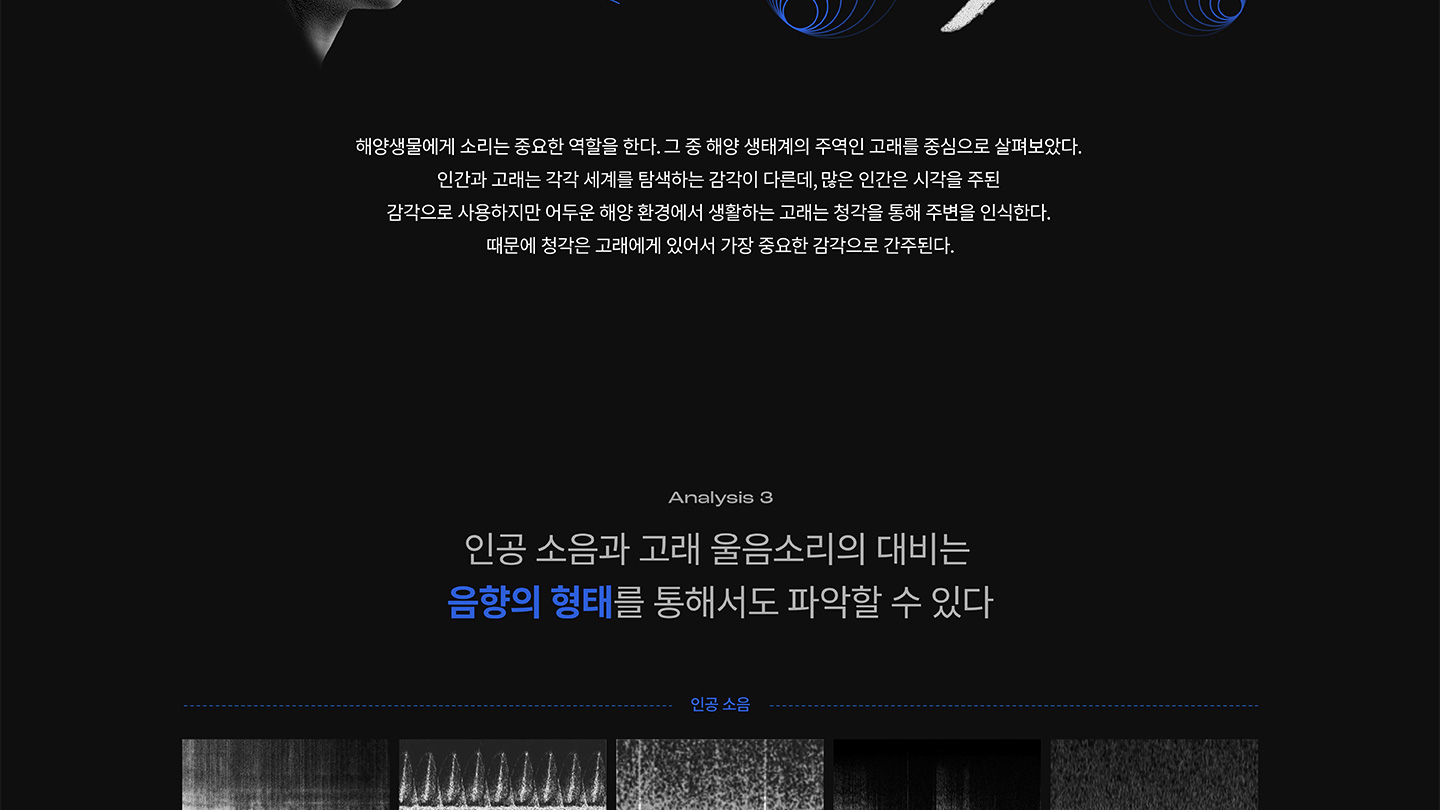 해양생물에게 소리는 중요한 역할을 한다. 그 중 해양 생태계의 주역인 고래를 중심으로 살펴보았다.
인간과 고래는 각각 세계를 탐색하는 감각이 다른데, 많은 인간은 시각을 주된
감각으로 사용하지만 어두운 해양 환경에서 생활하는 고래는 청각을 통해 주변을 인식한다.
때문에 청각은 고래에게 있어서 가장 중요한 감각으로 간주된다.
Analysis 3
인공 소음과 고래 울음소리의 대비는
음향의 형태를 통해서도 파악할 수 있다
인공 소음